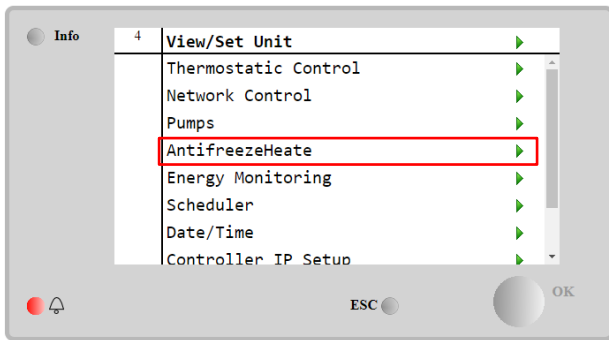 Info
4 View/Set Unit
Thermostatic Control
Network Control
Pumps
AntifreezeHeate
Energy Monitoring
Scheduler
Date/Time
Controller IP Setup
ESC
OK